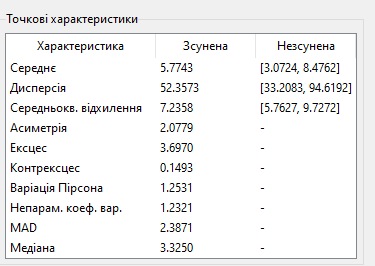 Точкові характеристики
Характеристика Зсунена Незсунена
Середнє 5.7743 [3.0724, 8.4762]
Дисперсія 52.3573 [33.2083, 94.6192]
Середньокв. відхилення 7.2358 [5.7627, 9.7272]
Асиметрія 2.0779 -
Ексцес 3.6970 -
Контрексцес 0.1493 -
Варіація Пірсона 1.2531 -
Непарам. коеф. вар. 1.2321 -
MAD 2.3871 -
Медіана 3.3250 -